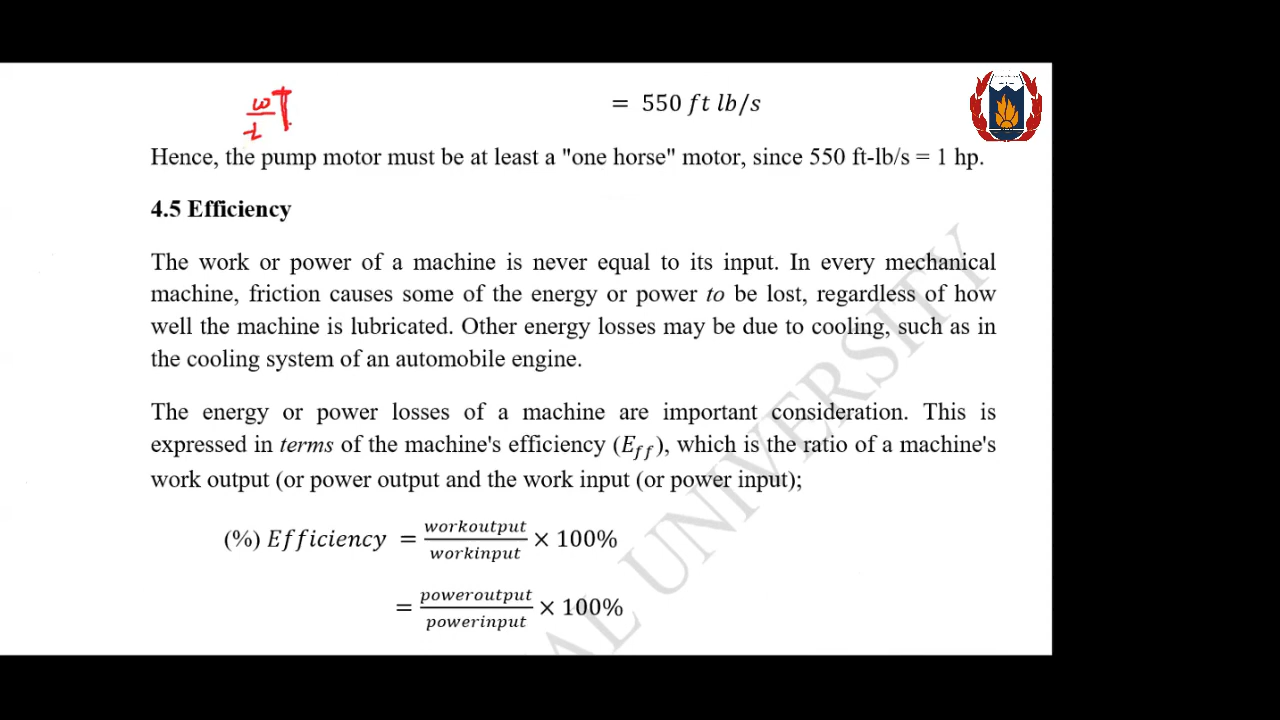 w
t
= 550 ft lb/s
Hence, the pump motor must be at least a "one horse" motor, since 550 ft-lb/s = 1 hp.
4.5 Efficiency
The work or power of a machine is never equal to its input. In every mechanical
machine, friction causes some of the energy or power to be lost, regardless of how
well the machine is lubricated. Other energy losses may be due to cooling, such as in
the cooling system of an automobile engine.
The energy or power losses of a machine are important consideration. This is
expressed in terms of the machine's efficiency (Eff), which is the ratio of a machine's
work output (or power output and the work input (or power input);
(%) Efficiency = workoutput/workinput × 100%
= poweroutput/powerinput × 100%
AL UNIVERSITY